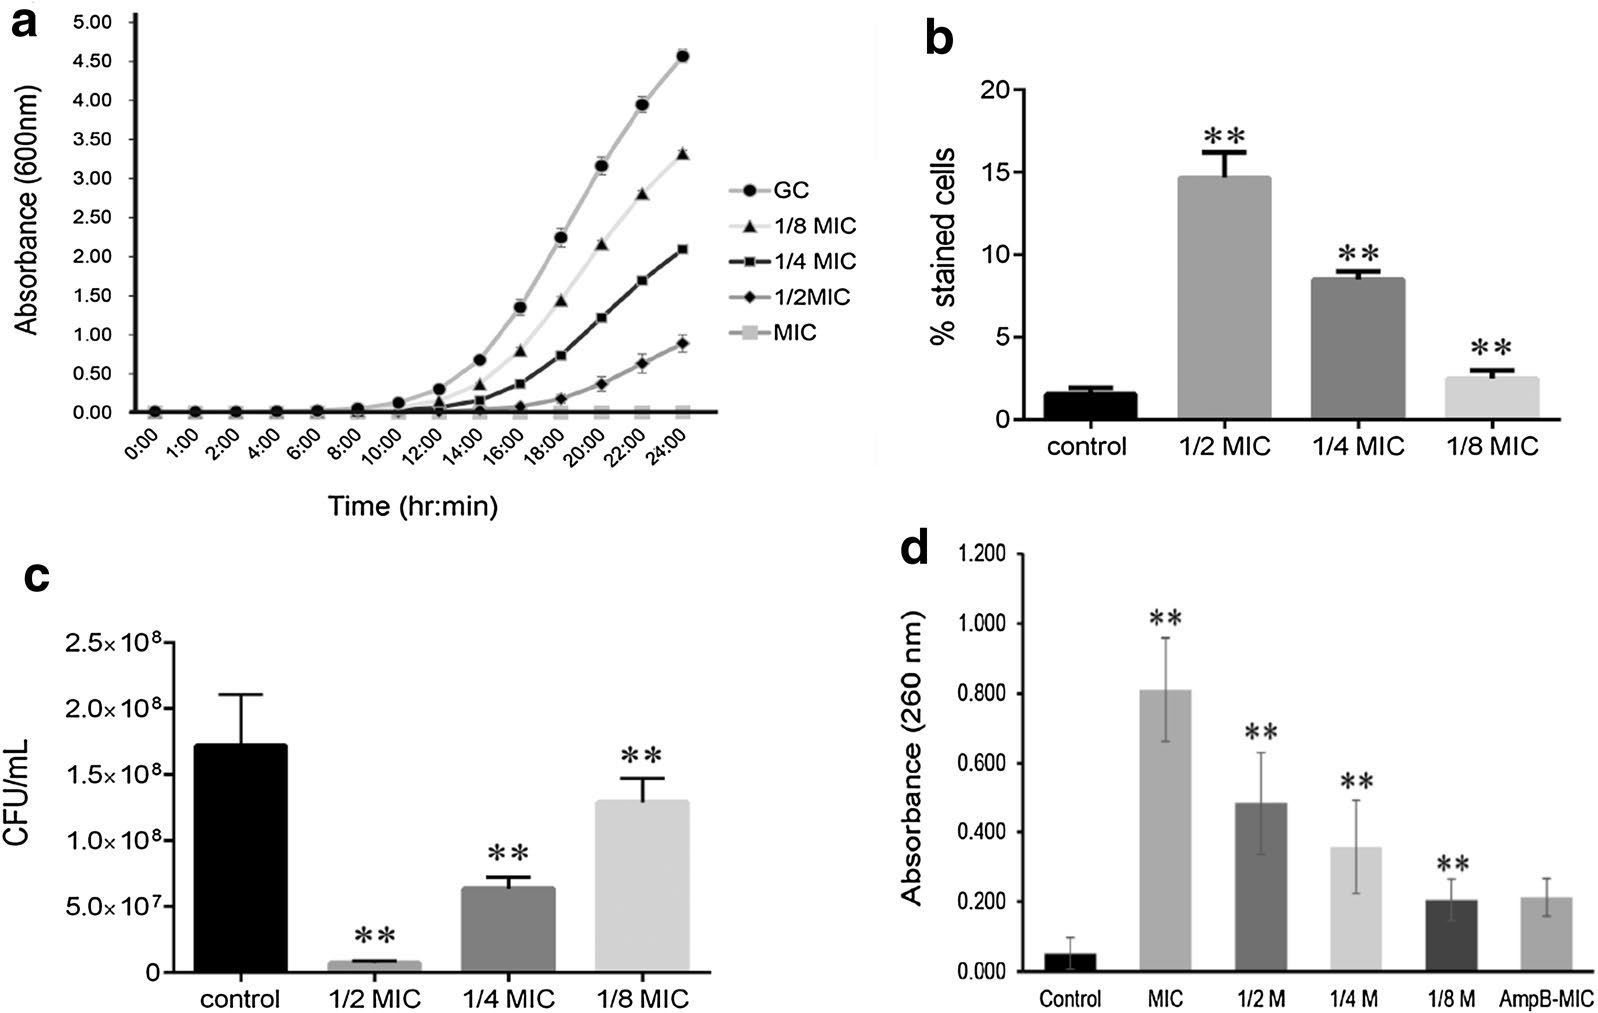 a
5.00
4.50
4.00
3.50
3.00
2.50
2.00
1.50
1.00
0.50
0.00
Absorbance (600nm)
0:00
1:00
2:00
4:00
6:00
8:00
10:00
12:00
14:00
16:00
18:00
20:00
22:00
24:00
Time (hr:min)
GC
1/8 MIC
1/4 MIC
1/2MIC
MIC
b
20
15
10
5
0
% stained cells
**
**
**
control
1/2 MIC
1/4 MIC
1/8 MIC
c
2.5×10⁸
2.0×10⁸
1.5×10⁸
1.0×10⁸
5.0×10⁷
0
CFU/mL
**
**
**
control
1/2 MIC
1/4 MIC
1/8 MIC
d
1.200
1.000
0.800
0.600
0.400
0.200
0.000
Absorbance (260 nm)
**
**
**
**
Control
MIC
1/2 M
1/4 M
1/8 M
AmpB-MIC